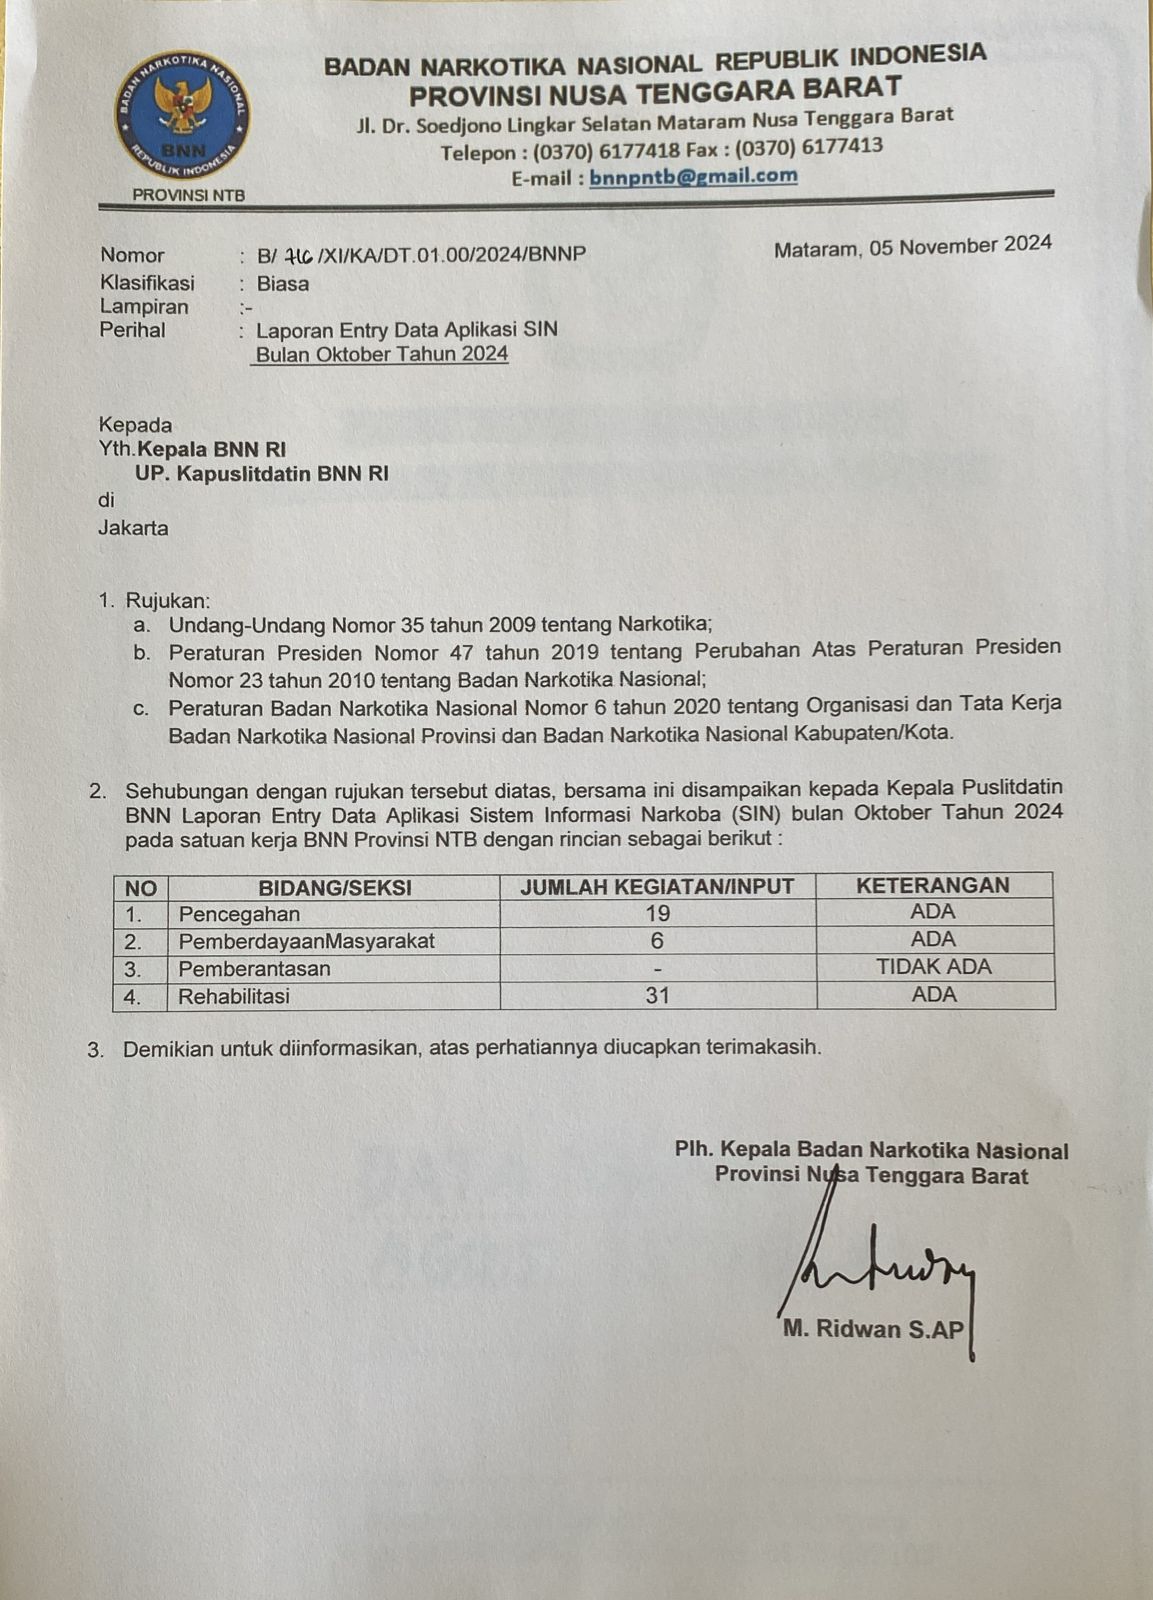 BADAN NARKOTIKA NASIONAL
REPUBLIK INDONESIA
BNN
PROVINSI NTB
BADAN NARKOTIKA NASIONAL REPUBLIK INDONESIA
PROVINSI NUSA TENGGARA BARAT
Jl. Dr. Soedjono Lingkar Selatan Mataram Nusa Tenggara Barat
Telepon : (0370) 6177418 Fax : (0370) 6177413
E-mail : bnnpntb@gmail.com
Nomor : B/ 716 /XI/KA/DT.01.00/2024/BNNP Mataram, 05 November 2024
Klasifikasi : Biasa
Lampiran :-
Perihal : Laporan Entry Data Aplikasi SIN
Bulan Oktober Tahun 2024
Kepada
Yth.Kepala BNN RI
UP. Kapuslitdatin BNN RI
di
Jakarta
1. Rujukan:
a. Undang-Undang Nomor 35 tahun 2009 tentang Narkotika;
b. Peraturan Presiden Nomor 47 tahun 2019 tentang Perubahan Atas Peraturan Presiden
Nomor 23 tahun 2010 tentang Badan Narkotika Nasional;
c. Peraturan Badan Narkotika Nasional Nomor 6 tahun 2020 tentang Organisasi dan Tata Kerja
Badan Narkotika Nasional Provinsi dan Badan Narkotika Nasional Kabupaten/Kota.
2. Sehubungan dengan rujukan tersebut diatas, bersama ini disampaikan kepada Kepala Puslitdatin
BNN Laporan Entry Data Aplikasi Sistem Informasi Narkoba (SIN) bulan Oktober Tahun 2024
pada satuan kerja BNN Provinsi NTB dengan rincian sebagai berikut :
NO BIDANG/SEKSI JUMLAH KEGIATAN/INPUT KETERANGAN
1. Pencegahan 19 ADA
2. PemberdayaanMasyarakat 6 ADA
3. Pemberantasan - TIDAK ADA
4. Rehabilitasi 31 ADA
3. Demikian untuk diinformasikan, atas perhatiannya diucapkan terimakasih.
Plh. Kepala Badan Narkotika Nasional
Provinsi Nusa Tenggara Barat
M. Ridwan S.AP